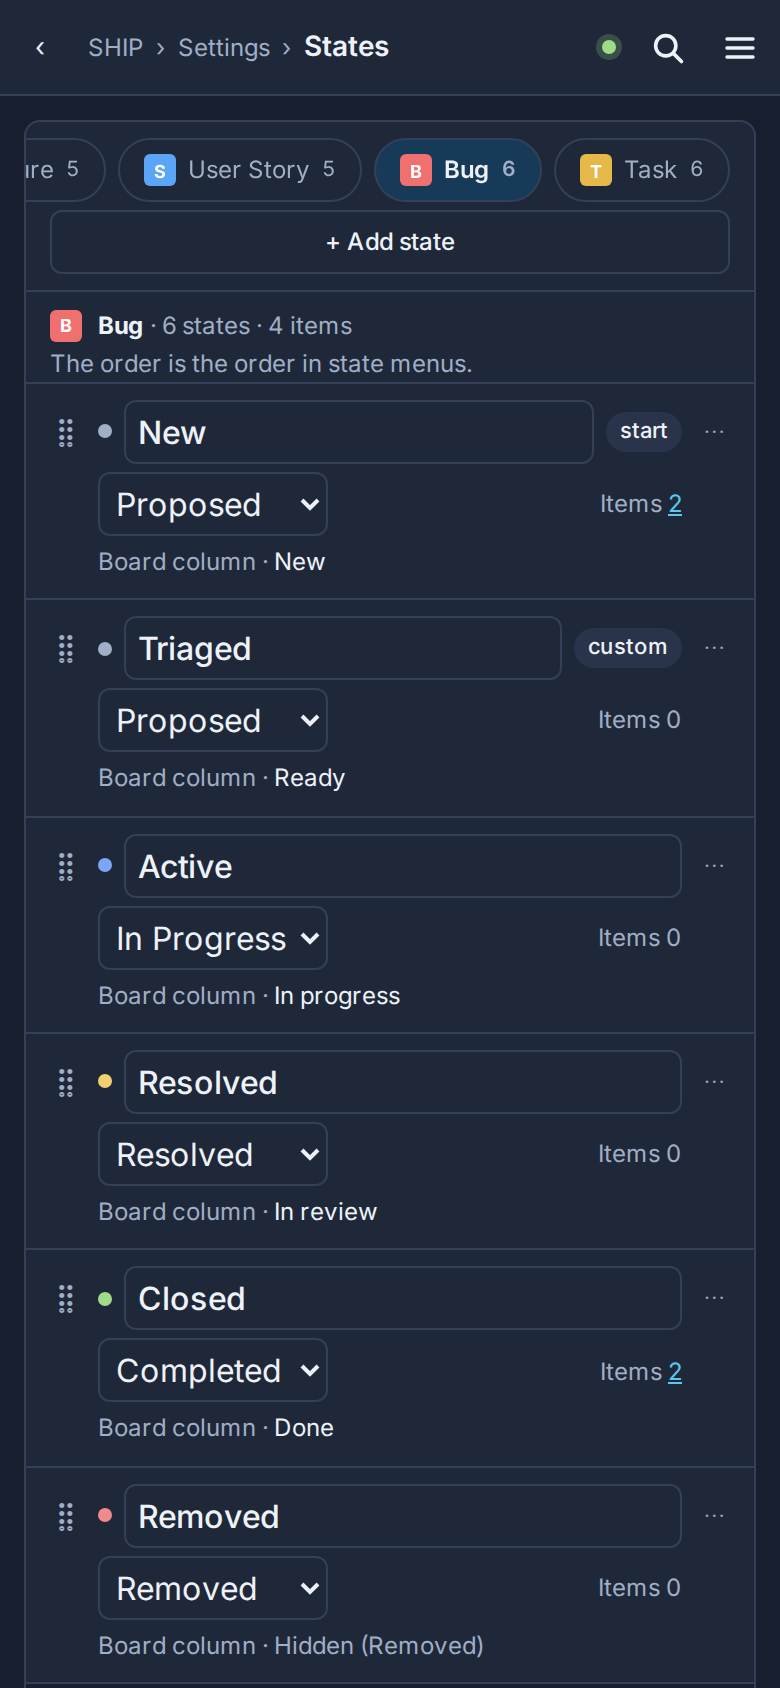 ‹ SHIP › Settings › States
ure 5 S User Story 5 B Bug 6 T Task 6
+ Add state
B Bug · 6 states · 4 items
The order is the order in state menus.
New start ···
Proposed Items 2
Board column · New
Triaged custom ···
Proposed Items 0
Board column · Ready
Active ···
In Progress Items 0
Board column · In progress
Resolved ···
Resolved Items 0
Board column · In review
Closed ···
Completed Items 2
Board column · Done
Removed ···
Removed Items 0
Board column · Hidden (Removed)